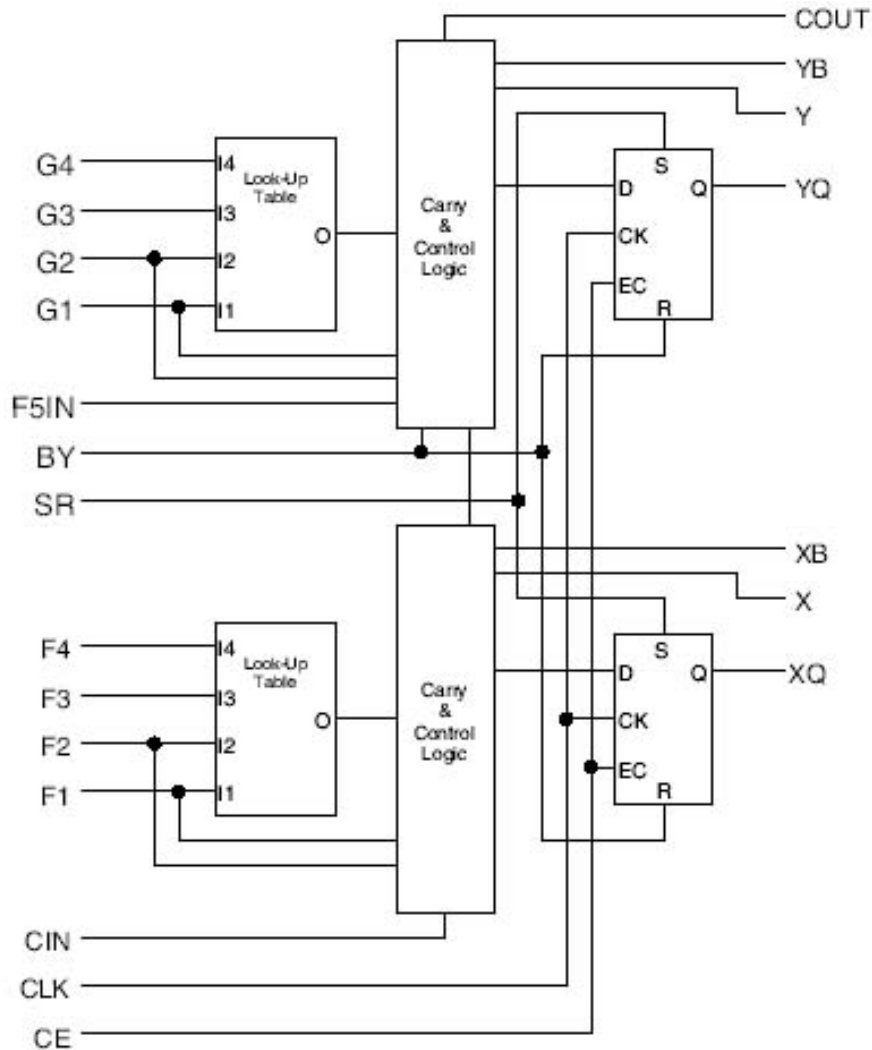 COUT
YB
Y
G4
I4
Look-Up
Table
S
G3
I3
Carry
&
Control
Logic
D
Q
YQ
O
CK
G2
I2
EC
G1
I1
R
F5IN
BY
SR
XB
X
F4
I4
Look-Up
Table
S
D
Q
XQ
F3
I3
Carry
&
Control
Logic
O
CK
F2
I2
EC
F1
I1
R
CIN
CLK
CE